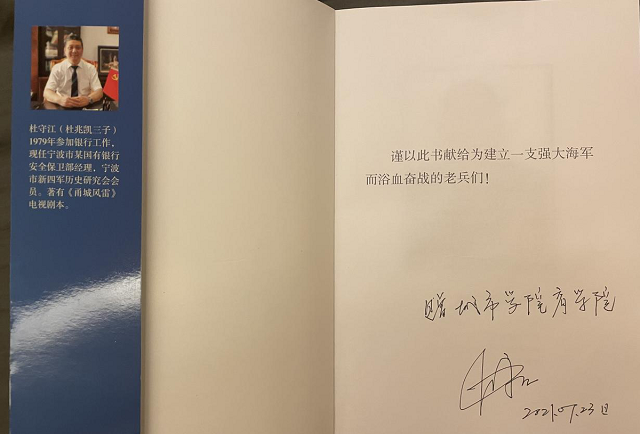 杜守江（杜兆凯三子）
1979年参加银行工作，
现任宁波市某国有银行
安全保卫部经理，宁波
市新四军历史研究会会
员。著有《甬城风雷》
电视剧本。
谨以此书献给为建立一支强大海军
而浴血奋战的老兵们！
赠 城市学院商学院
2021.07.23日